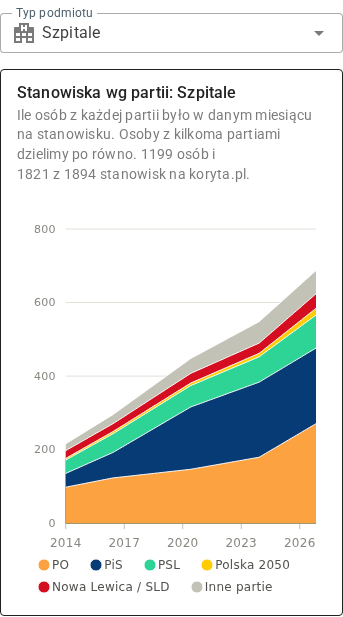 Typ podmiotu
Szpitale
Stanowiska wg partii: Szpitale
Ile osób z każdej partii było w danym miesiącu
na stanowisku. Osoby z kilkoma partiami
dzielimy po równo. 1199 osób i
1821 z 1894 stanowisk na koryta.pl.
800
600
400
200
0
2014 2017 2020 2023 2026
PO PiS PSL Polska 2050
Nowa Lewica / SLD Inne partie